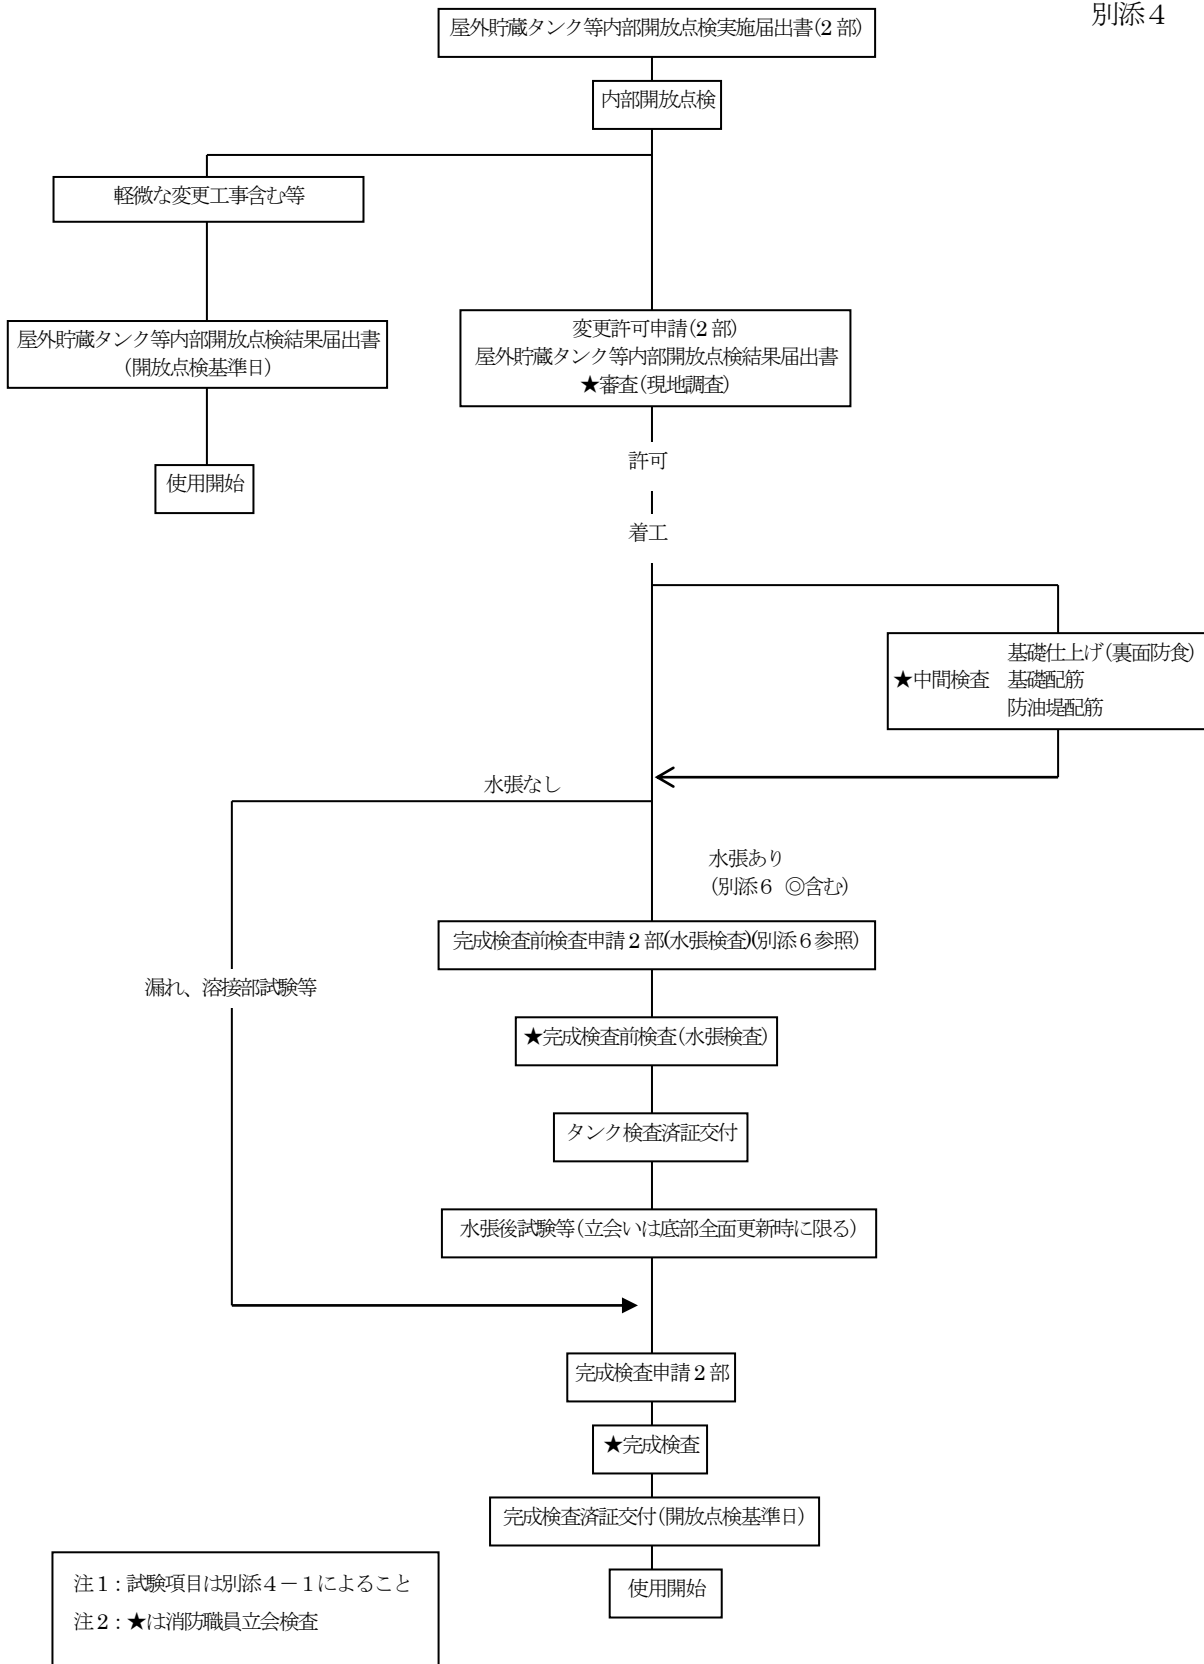 別添４
屋外貯蔵タンク等内部開放点検実施届出書(2部)
内部開放点検
軽微な変更工事含む等
屋外貯蔵タンク等内部開放点検結果届出書
(開放点検基準日)
使用開始
変更許可申請(2部)
屋外貯蔵タンク等内部開放点検結果届出書
★審査(現地調査)
許可
着工
基礎仕上げ(裏面防食)
★中間検査　基礎配筋
防油堤配筋
水張なし
水張あり
(別添６ ◎含む)
完成検査前検査申請２部(水張検査)(別添６参照)
漏れ、溶接部試験等
★完成検査前検査(水張検査)
タンク検査済証交付
水張後試験等(立会いは底部全面更新時に限る)
完成検査申請２部
★完成検査
完成検査済証交付(開放点検基準日)
使用開始
注１：試験項目は別添４－１によること
注２：★は消防職員立会検査